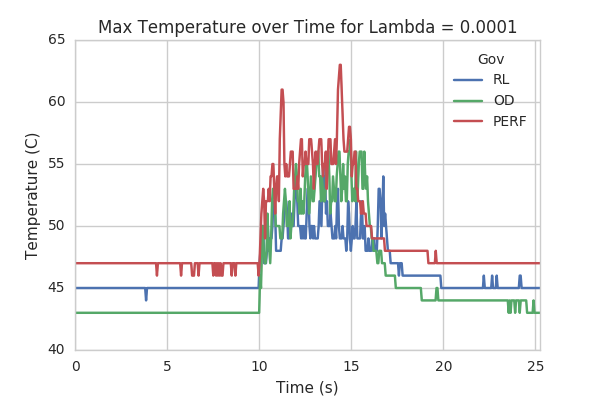 Max Temperature over Time for Lambda = 0.0001
65
60
55
50
45
40
Temperature (C)
Gov
RL
OD
PERF
0 5 10 15 20 25
Time (s)